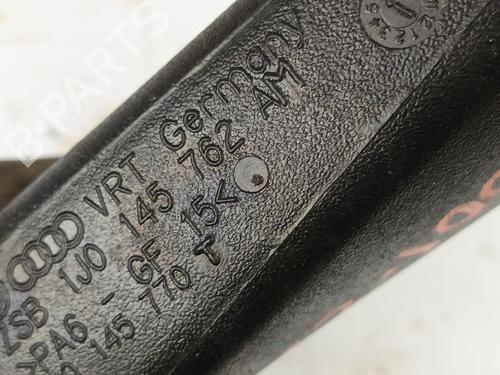 VRT Germany
ZSB 1J0 145 762 AM
>PA6 - GF 15<
145 770 T
B-PARTS